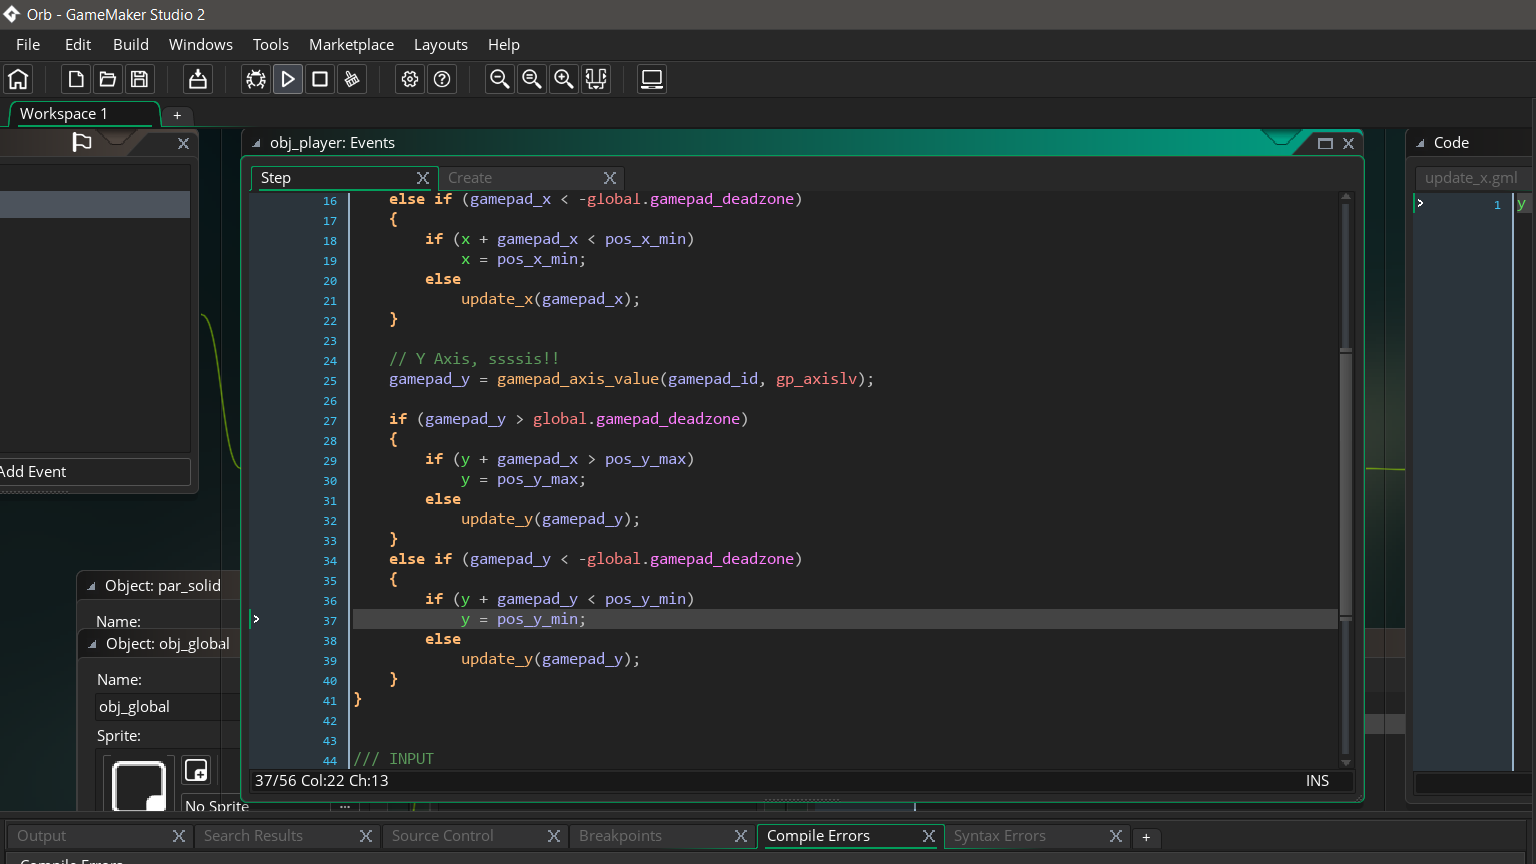 Orb - GameMaker Studio 2
File Edit Build Windows Tools Marketplace Layouts Help
Workspace 1 +
obj_player: Events
Code
Step Create
update_x.gml
16 else if (gamepad_x < -global.gamepad_deadzone)
17 {
18 if (x + gamepad_x < pos_x_min)
19 x = pos_x_min;
20 else
21 update_x(gamepad_x);
22 }
23
24 // Y Axis, ssssis!!
25 gamepad_y = gamepad_axis_value(gamepad_id, gp_axislv);
26
27 if (gamepad_y > global.gamepad_deadzone)
28 {
29 if (y + gamepad_x > pos_y_max)
30 y = pos_y_max;
31 else
32 update_y(gamepad_y);
33 }
34 else if (gamepad_y < -global.gamepad_deadzone)
35 {
36 if (y + gamepad_y < pos_y_min)
37 y = pos_y_min;
38 else
39 update_y(gamepad_y);
40 }
41 }
42
43
44 /// INPUT
37/56 Col:22 Ch:13 INS
1 y
Add Event
Object: par_solid
Name:
Object: obj_global
Name:
obj_global
Sprite:
No Sprite ...
Output Search Results Source Control Breakpoints Compile Errors Syntax Errors +
Compile Errors